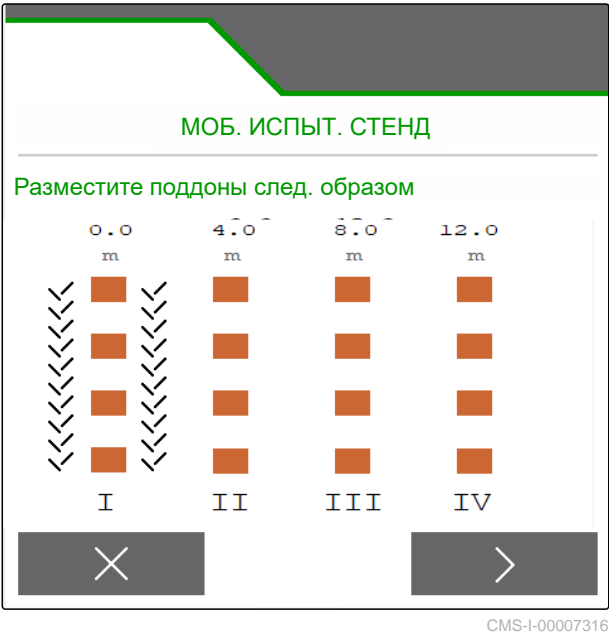 МОБ. ИСПЫТ. СТЕНД
Разместите поддоны след. образом
0.0 4.0 8.0 12.0
m m m m
I II III IV
CMS-I-00007316